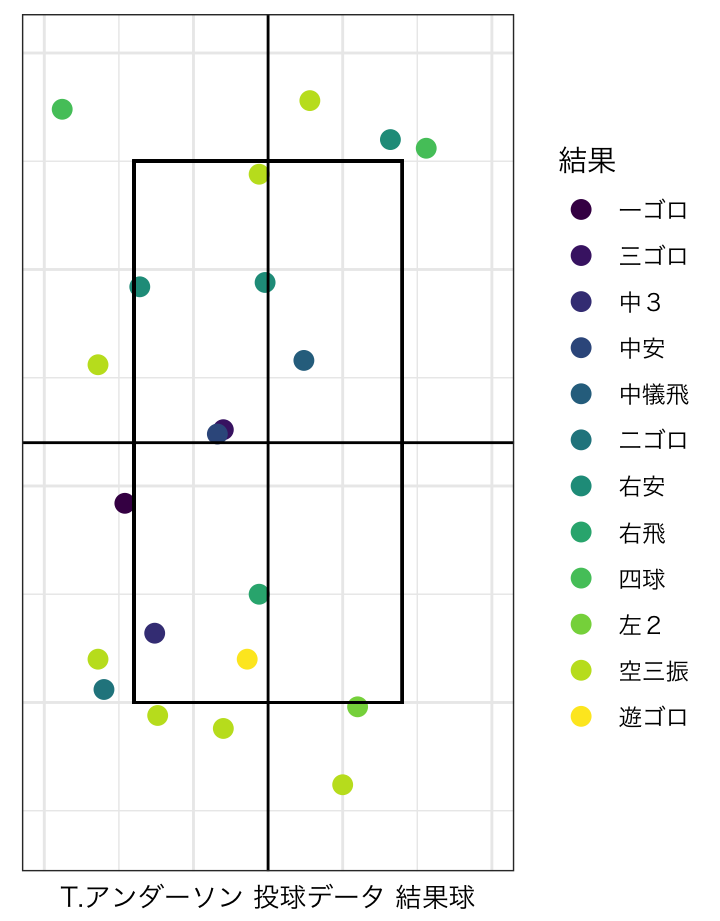 結果
一ゴロ
三ゴロ
中３
中安
中犠飛
二ゴロ
右安
右飛
四球
左２
空三振
遊ゴロ
T.アンダーソン 投球データ 結果球